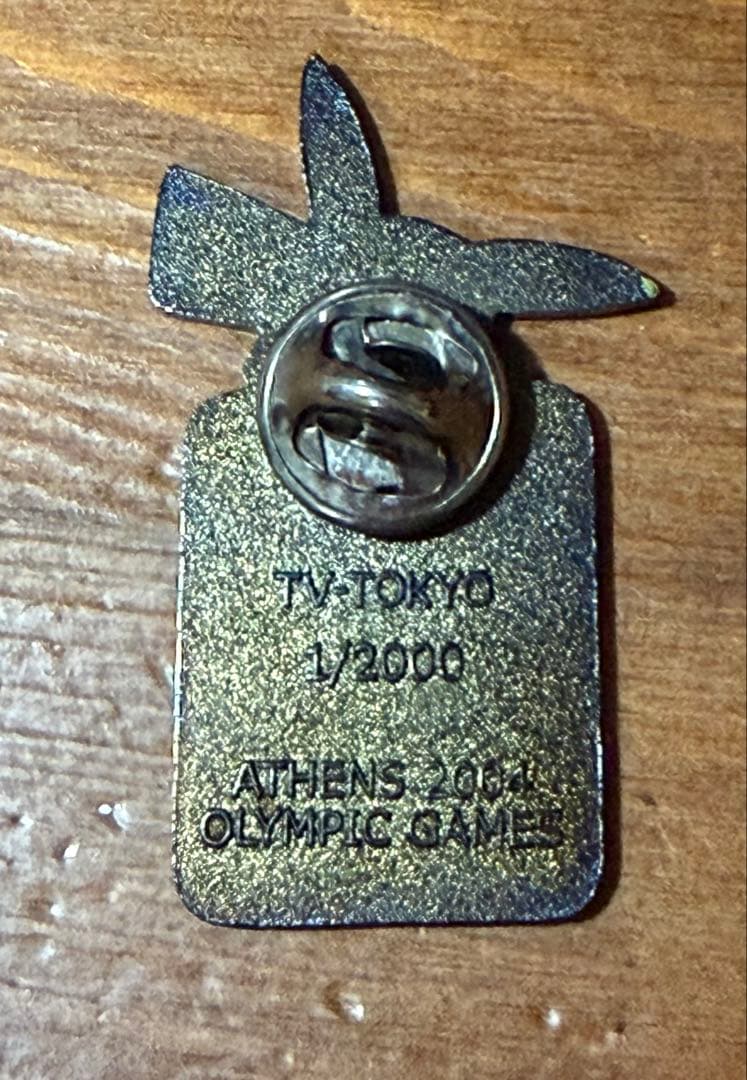 TV-TOKYO
1/2000
ATHENS 2004
OLYMPIC GAMES